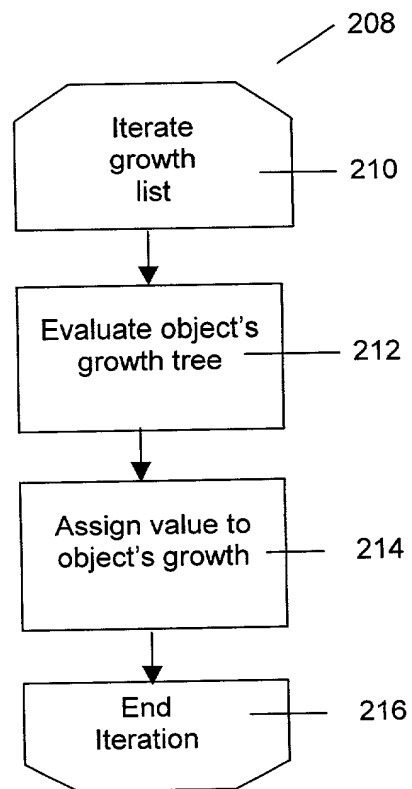 208
Iterate
growth
list
210
Evaluate object's
growth tree
212
Assign value to
object's growth
214
End
Iteration
216